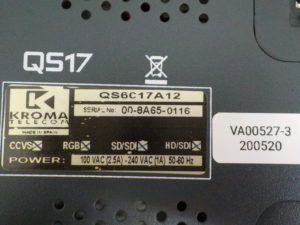 QS17
KROMA
TELECOM
MADE IN SPAIN
QS6C17A12
SERIAL No: 00-8A65-0116
CCVS RGB SD/SDI HD/SDI
POWER: 100 VAC (2.5A) - 240 VAC (1A) 50-60 Hz
VA00527-3
200520